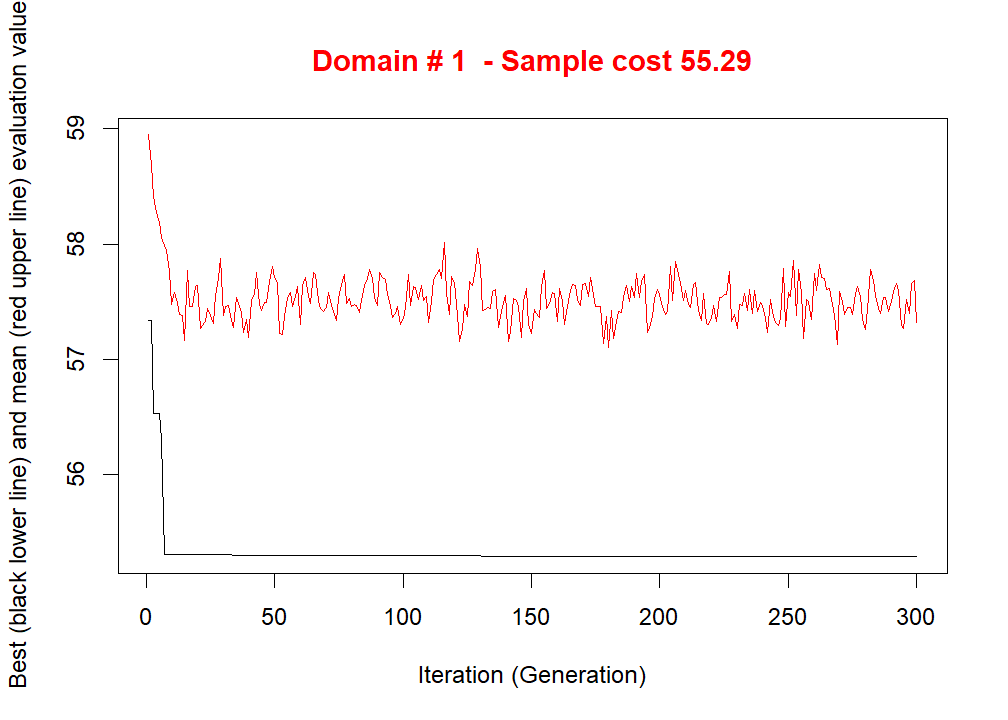 Domain # 1  - Sample cost 55.29
Best (black lower line) and mean (red upper line) evaluation value
59
58
57
56
0 50 100 150 200 250 300
Iteration (Generation)